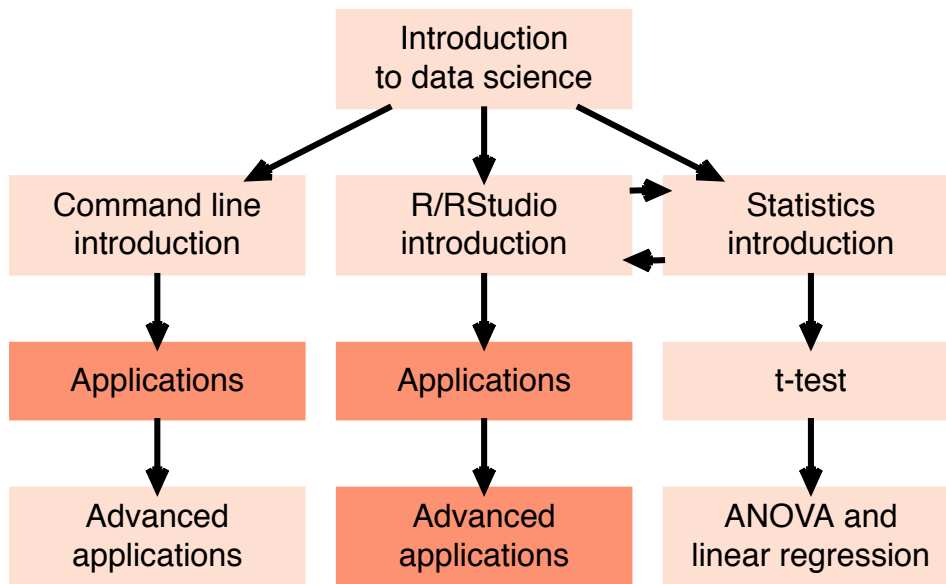 Introduction
to data science
Command line
introduction
R/RStudio
introduction
Statistics
introduction
Applications
Applications
t-test
Advanced
applications
Advanced
applications
ANOVA and
linear regression